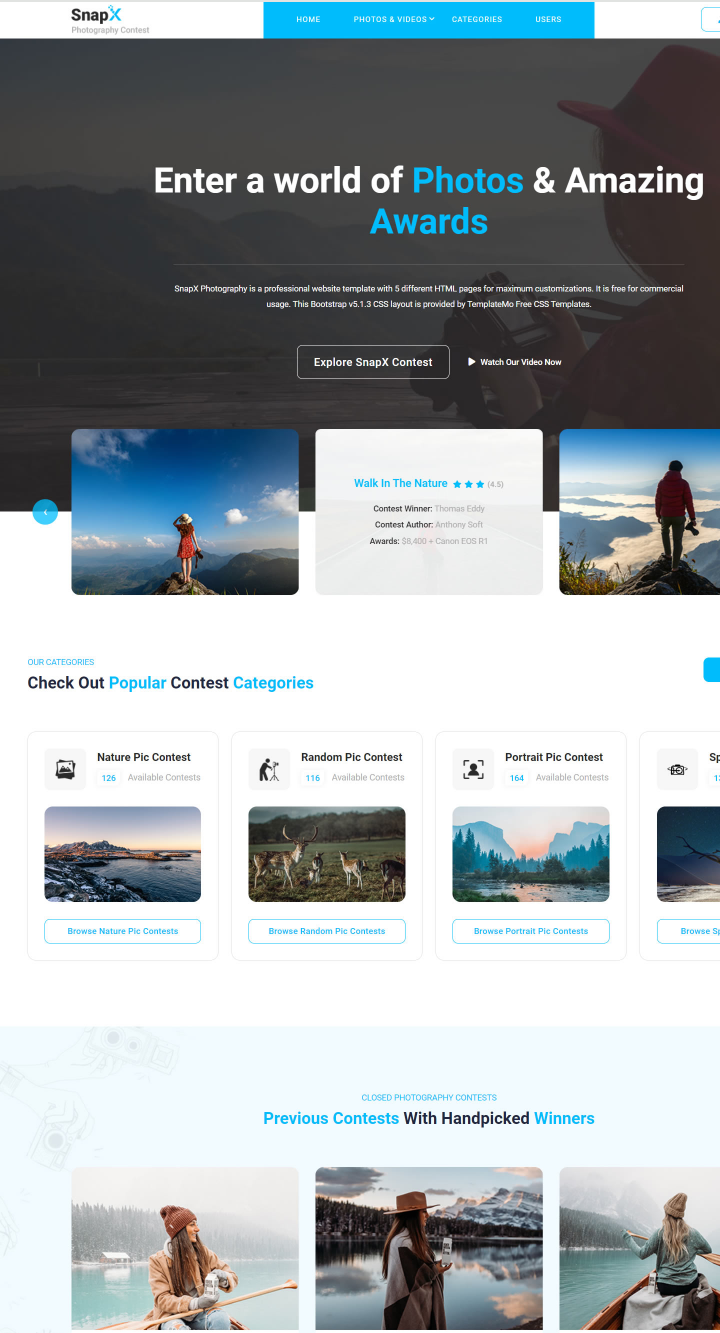 SnapX
Photography Contest
HOME
PHOTOS & VIDEOS
CATEGORIES
USERS
Enter a world of Photos & Amazing
Awards
SnapX Photography is a professional website template with 5 different HTML pages for maximum customizations. It is free for commercial
usage. This Bootstrap v5.1.3 CSS layout is provided by TemplateMo Free CSS Templates.
Explore SnapX Contest
Watch Our Video Now
Walk In The Nature (4.5)
Contest Winner: Thomas Eddy
Contest Author: Anthony Soft
Awards: $8,400 + Canon EOS R1
OUR CATEGORIES
Check Out Popular Contest Categories
Nature Pic Contest
126 Available Contests
Browse Nature Pic Contests
Random Pic Contest
116 Available Contests
Browse Random Pic Contests
Portrait Pic Contest
164 Available Contests
Browse Portrait Pic Contests
Sp
Browse Sp
CLOSED PHOTOGRAPHY CONTESTS
Previous Contests With Handpicked Winners